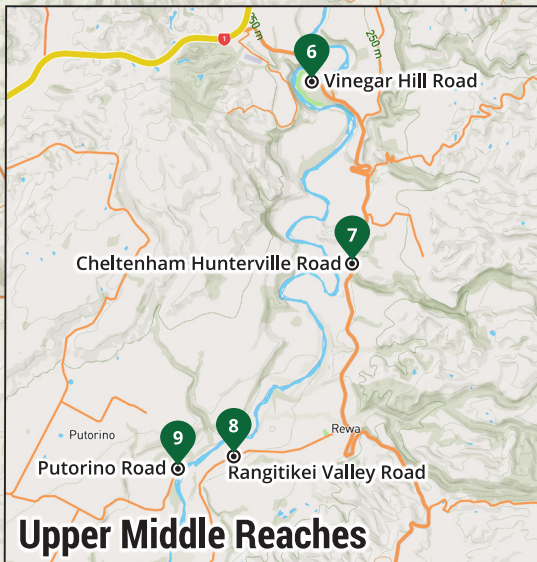 250 m
1
250 m
6
Vinegar Hill Road
7
Cheltenham Hunterville Road
8
Rewa
Putorino
9
Putorino Road
Rangitikei Valley Road
Upper Middle Reaches